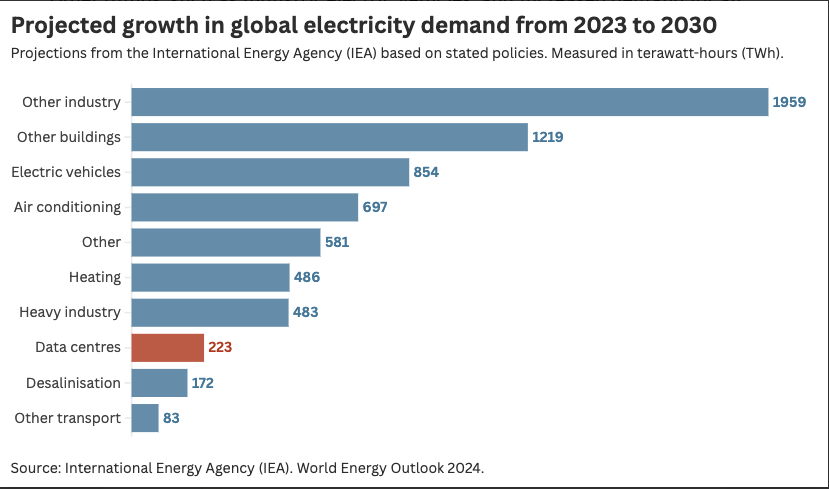 Projected growth in global electricity demand from 2023 to 2030
Projections from the International Energy Agency (IEA) based on stated policies. Measured in terawatt-hours (TWh).
Other industry 1959
Other buildings 1219
Electric vehicles 854
Air conditioning 697
Other 581
Heating 486
Heavy industry 483
Data centres 223
Desalinisation 172
Other transport 83
Source: International Energy Agency (IEA). World Energy Outlook 2024.